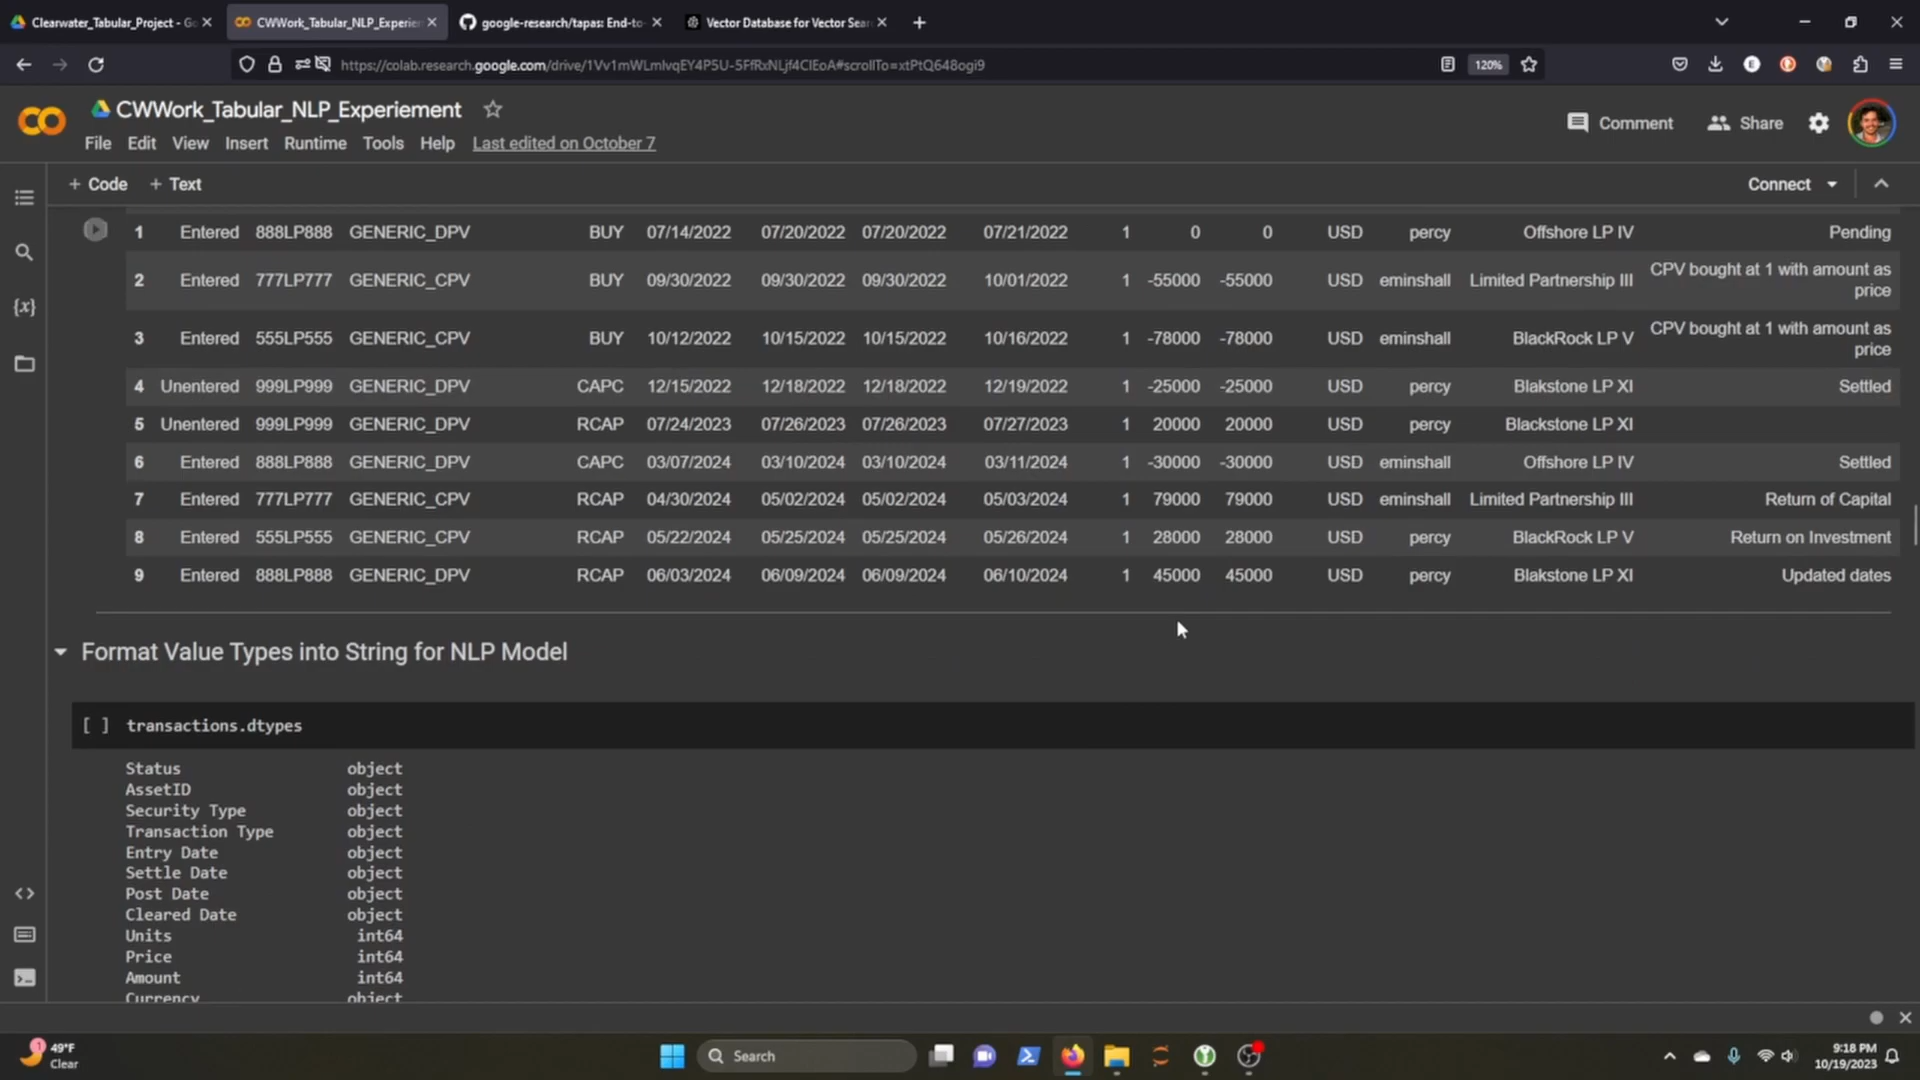 Clearwater_Tabular_Project - Go
CWWork_Tabular_NLP_Experiem
google-research/tapas: End-to-
Vector Database for Vector Sear
https://colab.research.google.com/drive/1Vv1mWLmlvqEY4P5U-5FfRxNLjf4ClEoA#scrollTo=xtPtQ648ogi9
120%
CWWork_Tabular_NLP_Experiement
Comment
Share
File Edit View Insert Runtime Tools Help Last edited on October 7
+ Code + Text
Connect
1 Entered 888LP888 GENERIC_DPV BUY 07/14/2022 07/20/2022 07/20/2022 07/21/2022 1 0 0 USD percy Offshore LP IV Pending
2 Entered 777LP777 GENERIC_CPV BUY 09/30/2022 09/30/2022 09/30/2022 10/01/2022 1 -55000 -55000 USD eminshall Limited Partnership III CPV bought at 1 with amount as
price
3 Entered 555LP555 GENERIC_CPV BUY 10/12/2022 10/15/2022 10/15/2022 10/16/2022 1 -78000 -78000 USD eminshall BlackRock LP V CPV bought at 1 with amount as
price
4 Unentered 999LP999 GENERIC_DPV CAPC 12/15/2022 12/18/2022 12/18/2022 12/19/2022 1 -25000 -25000 USD percy Blakstone LP XI Settled
5 Unentered 999LP999 GENERIC_DPV RCAP 07/24/2023 07/26/2023 07/26/2023 07/27/2023 1 20000 20000 USD percy Blackstone LP XI
6 Entered 888LP888 GENERIC_DPV CAPC 03/07/2024 03/10/2024 03/10/2024 03/11/2024 1 -30000 -30000 USD eminshall Offshore LP IV Settled
7 Entered 777LP777 GENERIC_CPV RCAP 04/30/2024 05/02/2024 05/02/2024 05/03/2024 1 79000 79000 USD eminshall Limited Partnership III Return of Capital
8 Entered 555LP555 GENERIC_CPV RCAP 05/22/2024 05/25/2024 05/25/2024 05/26/2024 1 28000 28000 USD percy BlackRock LP V Return on Investment
9 Entered 888LP888 GENERIC_DPV RCAP 06/03/2024 06/09/2024 06/09/2024 06/10/2024 1 45000 45000 USD percy Blakstone LP XI Updated dates
Format Value Types into String for NLP Model
[ ] transactions.dtypes
Status object
AssetID object
Security Type object
Transaction Type object
Entry Date object
Settle Date object
Post Date object
Cleared Date object
Units int64
Price int64
Amount int64
Currency object
49°F
Clear
Search
9:18 PM
10/19/2023